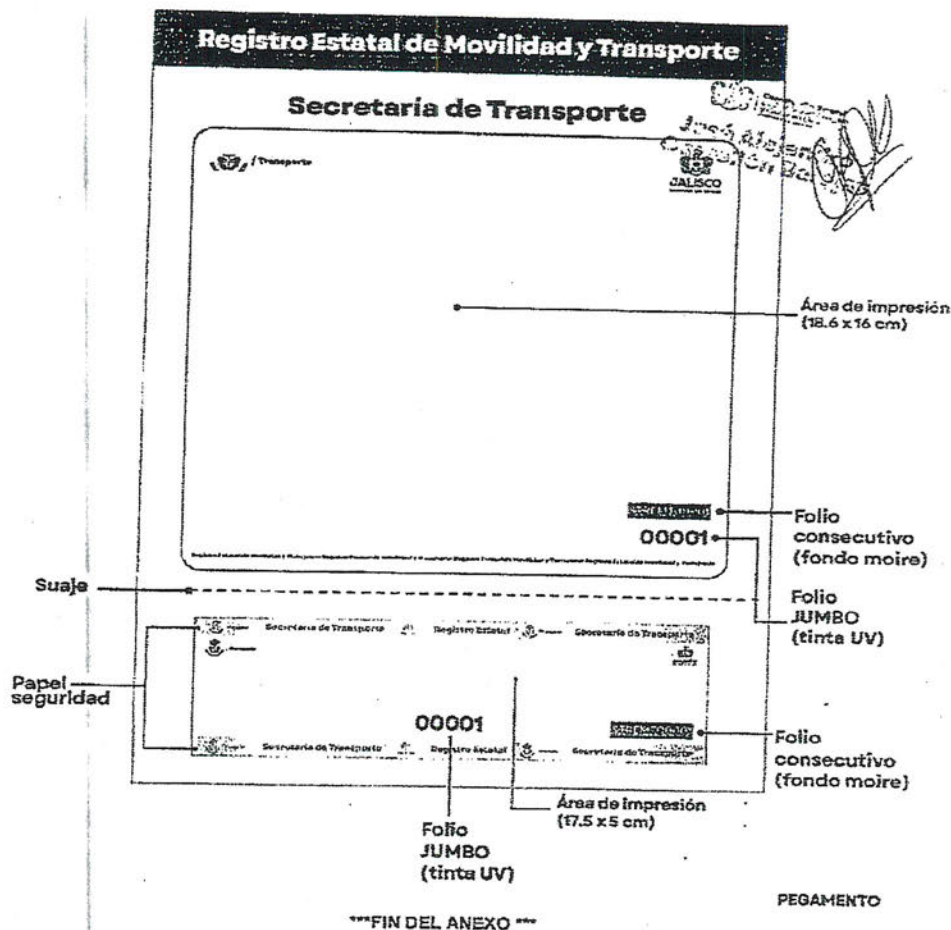 Registro Estatal de Movilidad y Transporte
Secretaría de Transporte
José Alejan
/ Transporte
JALISCO
Área de impresión
(18.6 x 16 cm)
Folio
consecutivo
(fondo moire)
00001
Suaje
Folio
JUMBO
(tinta UV)
Secretaría de Transporte Registro Estatal Secretaría de Transporte
Papel
seguridad
00001
Secretaría de Transporte Registro Estatal Secretaría de Transporte
Folio
consecutivo
(fondo moire)
Área de impresión
(17.5 x 5 cm)
Folio
JUMBO
(tinta UV)
PEGAMENTO
***FIN DEL ANEXO ***